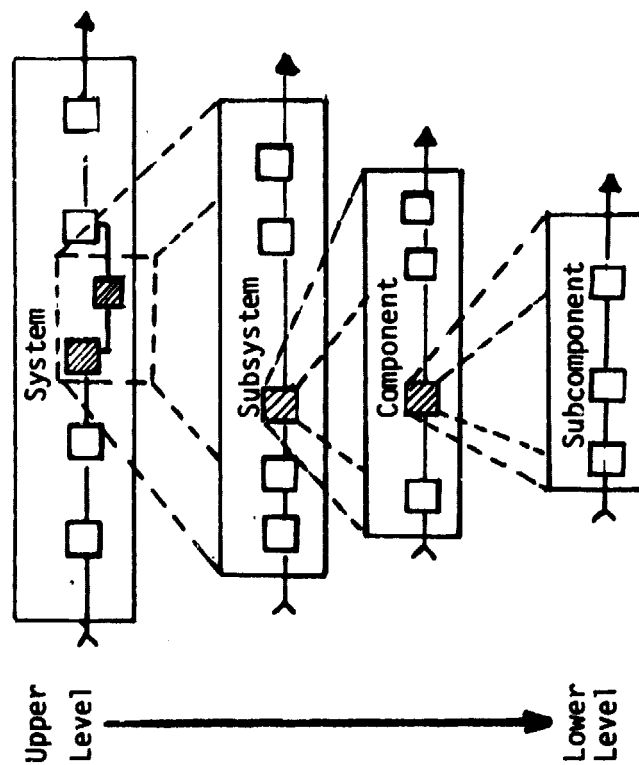 Upper
Level
System
Subsystem
Component
Subcomponent
Lower
Level